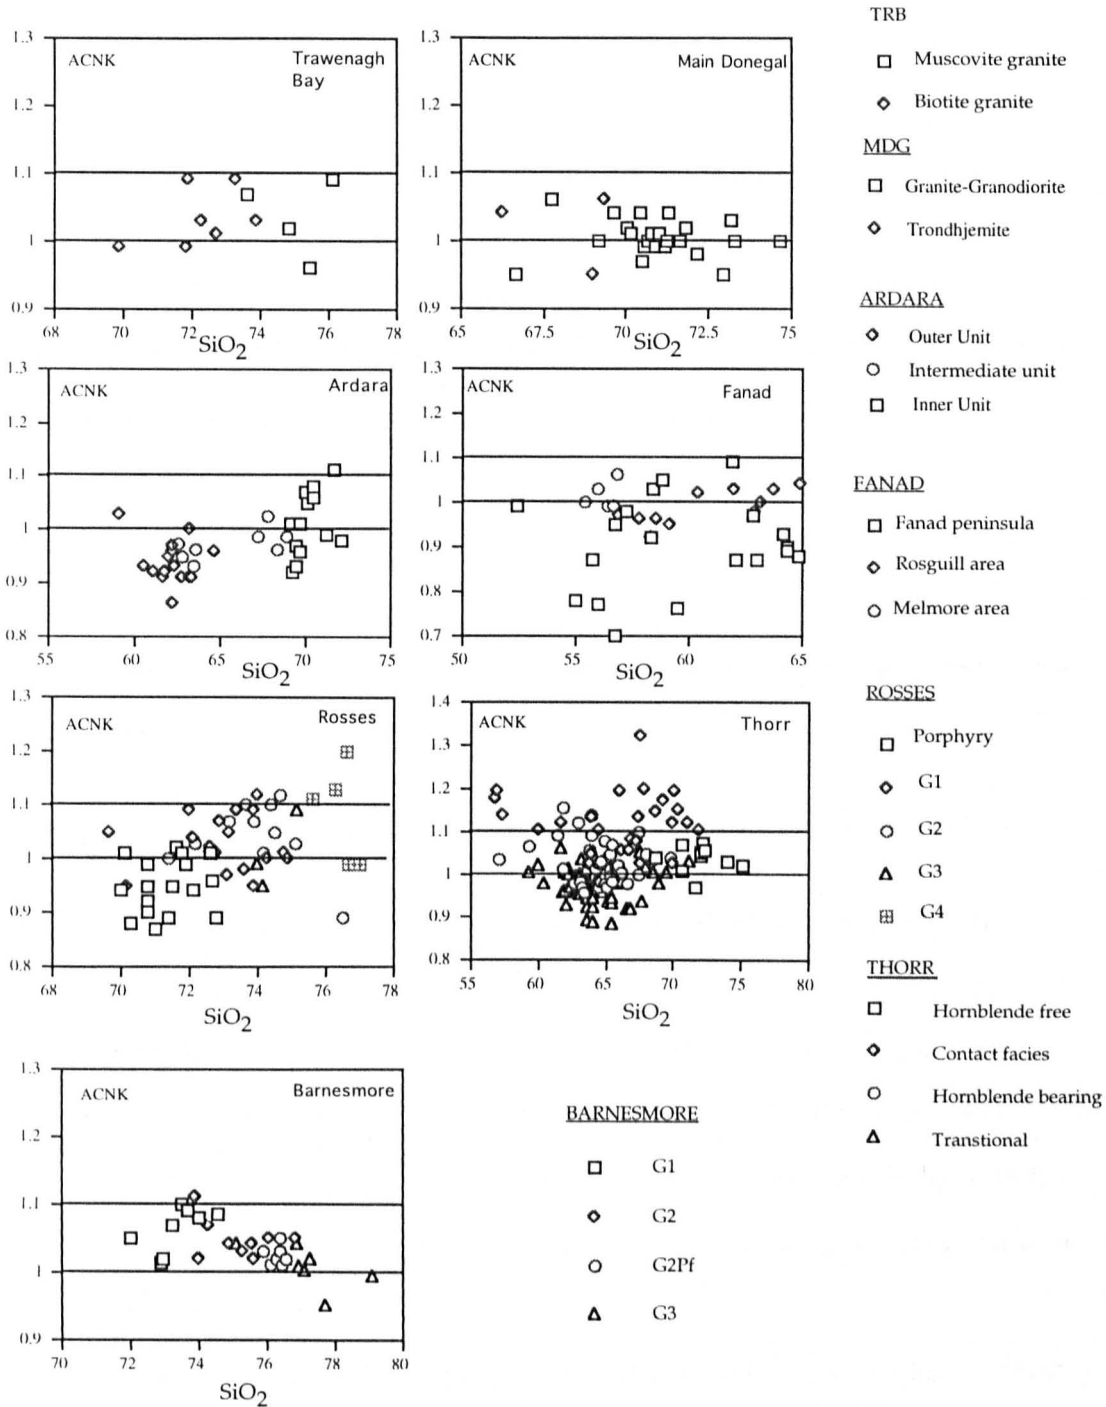 1.3
1.2
1.1
1
0.9
ACNK
Trawenagh
Bay
68
70
72
74
76
78
SiO2
1.3
1.2
1.1
1
0.9
ACNK
Main Donegal
65
67.5
70
72.5
75
SiO2
1.3
1.2
1.1
1
0.9
0.8
ACNK
Ardara
55
60
65
70
75
SiO2
1.3
1.2
1.1
1
0.9
0.8
0.7
ACNK
Fanad
50
55
60
65
SiO2
1.3
1.2
1.1
1
0.9
0.8
ACNK
Rosses
68
70
72
74
76
78
SiO2
1.4
1.3
1.2
1.1
1
0.9
0.8
ACNK
Thorr
55
60
65
70
75
80
SiO2
1.3
1.2
1.1
1
0.9
ACNK
Barnesmore
70
72
74
76
78
80
SiO2
BARNESMORE
G1
G2
G2Pf
G3
TRB
Muscovite granite
Biotite granite
MDG
Granite-Granodiorite
Trondhjemite
ARDARA
Outer Unit
Intermediate unit
Inner Unit
FANAD
Fanad peninsula
Rosguill area
Melmore area
ROSSES
Porphyry
G1
G2
G3
G4
THORR
Hornblende free
Contact facies
Hornblende bearing
Transtional